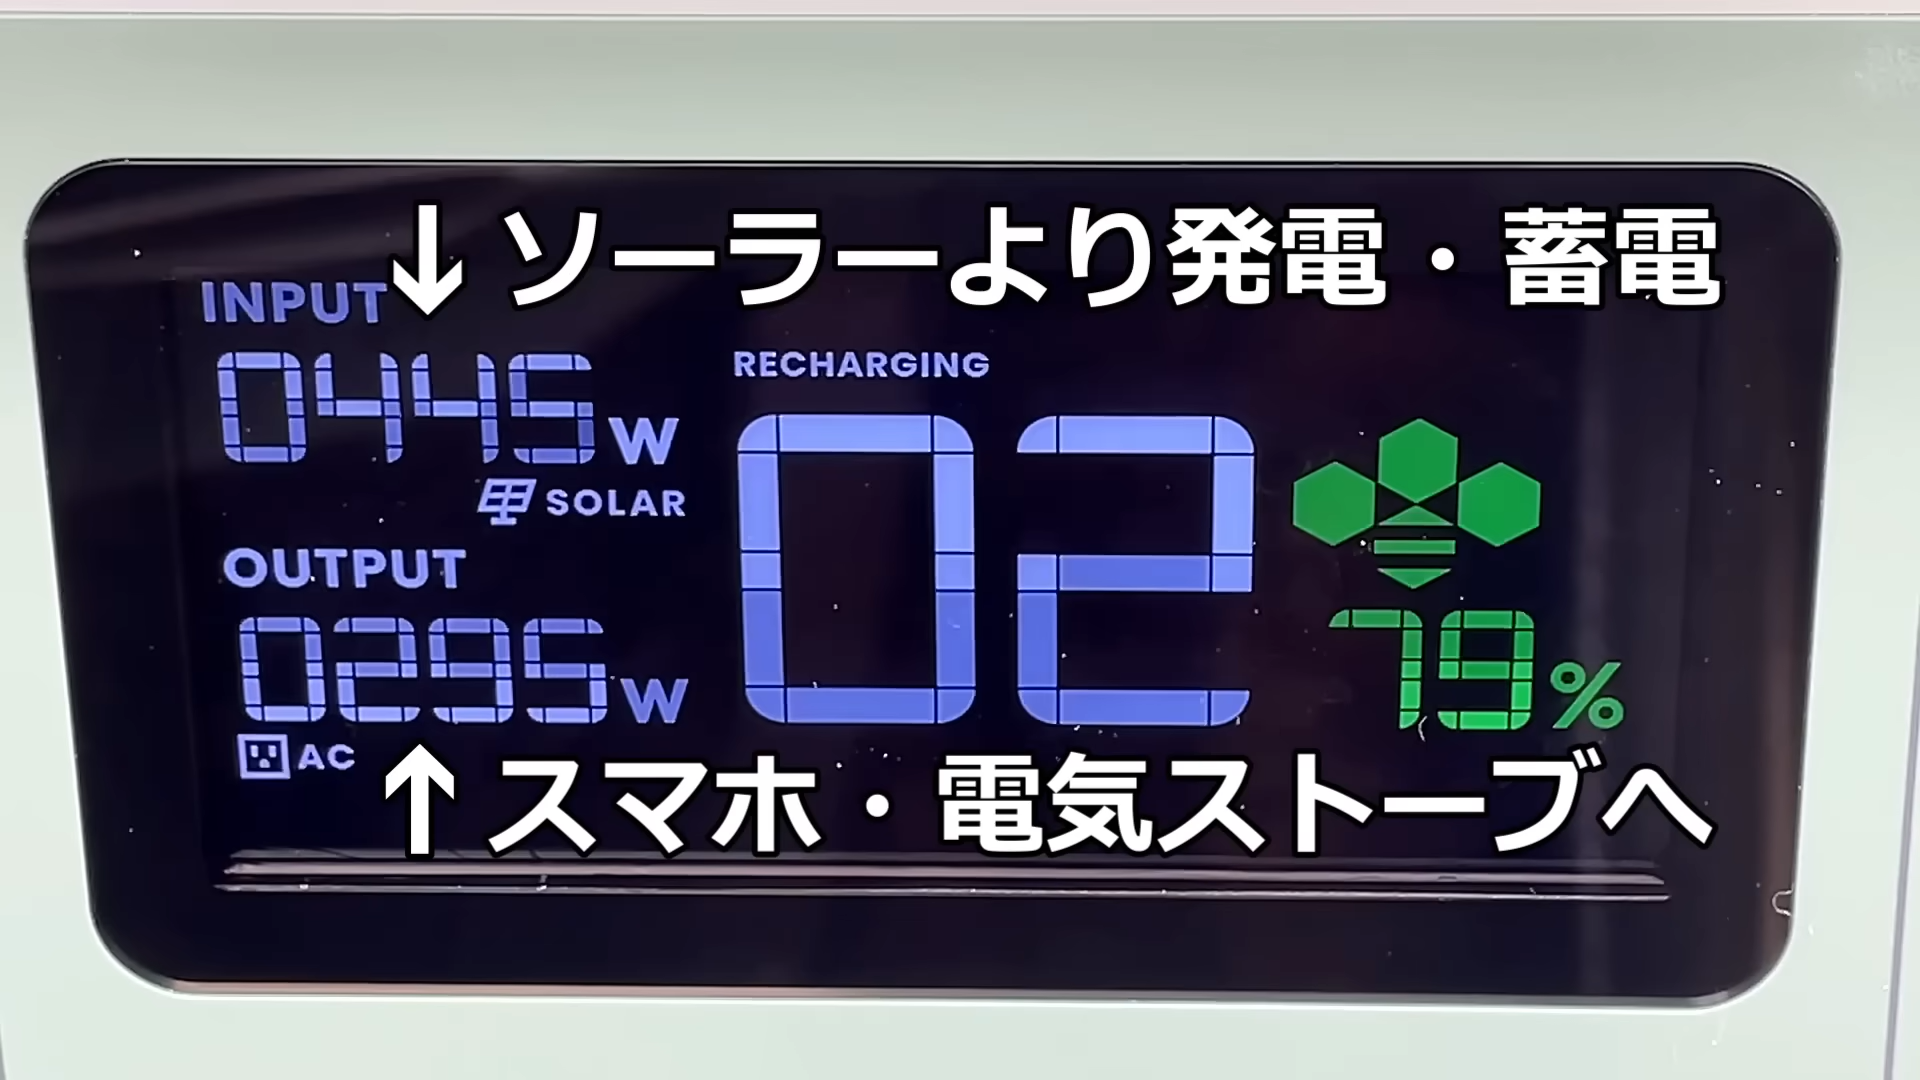 ↓ソーラーより発電・蓄電
INPUT
0445W
SOLAR
RECHARGING
02
OUTPUT
0295W
AC
79%
↑スマホ・電気ストーブへ